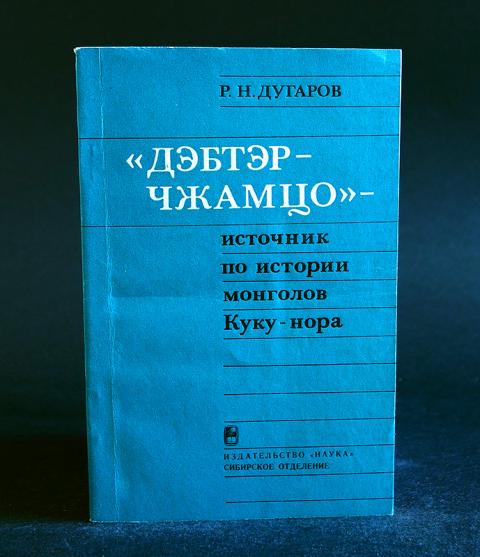 Р. Н. ДУГАРОВ
«ДЭБТЭР–
ЧЖАМЦО»–
источник
по истории
монголов
Куку-нора
ИЗДАТЕЛЬСТВО «НАУКА»
СИБИРСКОЕ ОТДЕЛЕНИЕ